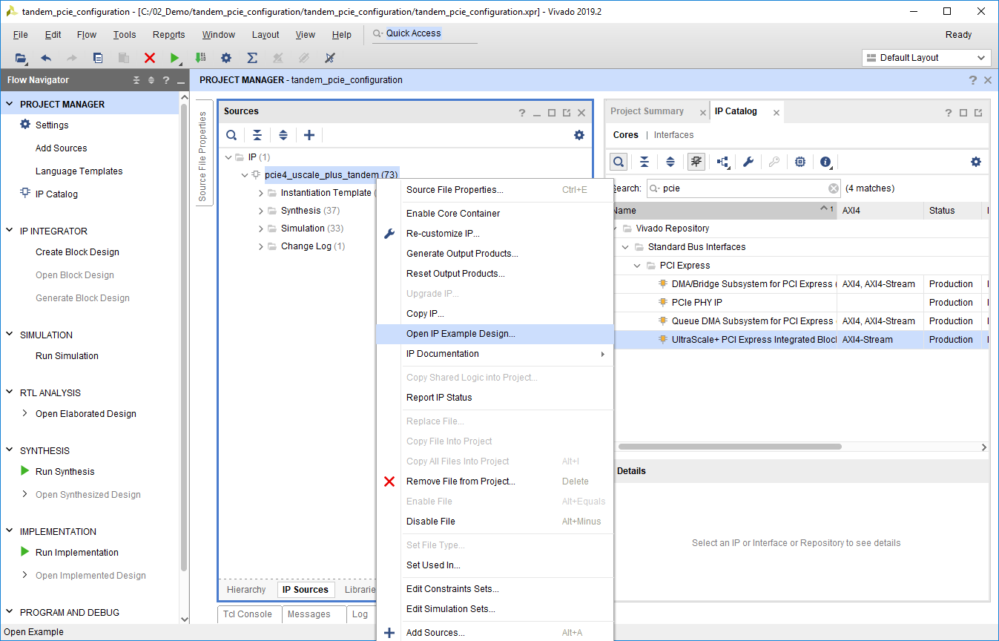 tandem_pcie_configuration - [C:/02_Demo/tandem_pcie_configuration/tandem_pcie_configuration/tandem_pcie_configuration.xpr] - Vivado 2019.2
File Edit Flow Tools Reports Window Layout View Help Quick Access Ready
Default Layout
Flow Navigator
PROJECT MANAGER
Settings
Add Sources
Language Templates
IP Catalog
IP INTEGRATOR
Create Block Design
Open Block Design
Generate Block Design
SIMULATION
Run Simulation
RTL ANALYSIS
Open Elaborated Design
SYNTHESIS
Run Synthesis
Open Synthesized Design
IMPLEMENTATION
Run Implementation
Open Implemented Design
PROGRAM AND DEBUG
Open Example
PROJECT MANAGER - tandem_pcie_configuration
Source File Properties
Sources
IP (1)
pcie4_uscale_plus_tandem (73)
Instantiation Template (
Synthesis (37)
Simulation (33)
Change Log (1)
Hierarchy IP Sources Librarie
Tcl Console Messages Log
Source File Properties... Ctrl+E
Enable Core Container
Re-customize IP...
Generate Output Products...
Reset Output Products...
Upgrade IP...
Copy IP...
Open IP Example Design...
IP Documentation
Copy Shared Logic into Project...
Report IP Status
Replace File...
Copy File Into Project
Copy All Files Into Project Alt+I
Remove File from Project... Delete
Enable File Alt+Equals
Disable File Alt+Minus
Set File Type...
Set Used In...
Edit Constraints Sets...
Edit Simulation Sets...
Add Sources... Alt+A
Project Summary IP Catalog
Cores | Interfaces
Search: pcie (4 matches)
Name 1 AXI4 Status
Vivado Repository
Standard Bus Interfaces
PCI Express
DMA/Bridge Subsystem for PCI Express ( AXI4, AXI4-Stream Production
PCIe PHY IP Production
Queue DMA Subsystem for PCI Express AXI4, AXI4-Stream Production
UltraScale+ PCI Express Integrated Bloc AXI4-Stream Production
Details
Select an IP or Interface or Repository to see details